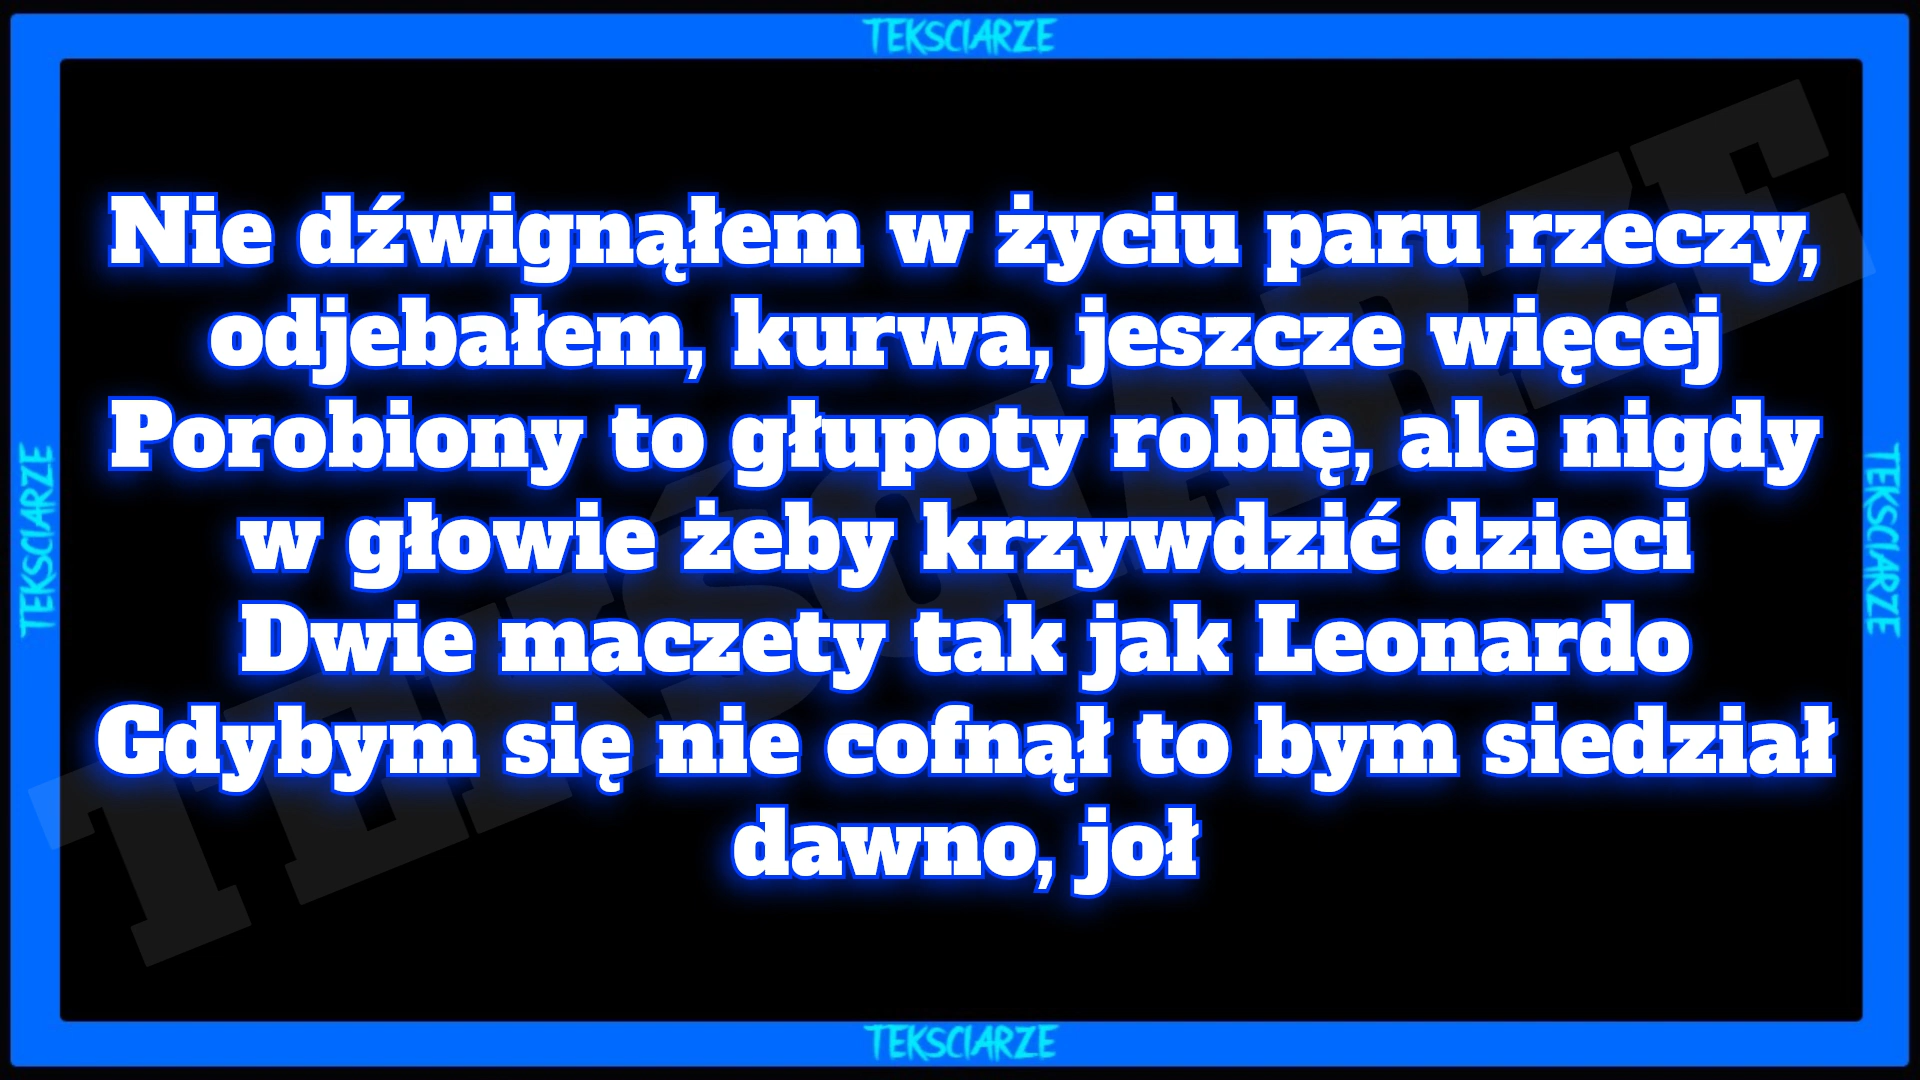 TEKSCIARZE
Nie dźwignąłem w życiu paru rzeczy,
odjebałem, kurwa, jeszcze więcej
Porobiony to głupoty robię, ale nigdy
w głowie żeby krzywdzić dzieci
Dwie maczety tak jak Leonardo
Gdybym się nie cofnął to bym siedział
dawno, joł
TEKŚCIARZE
TEKSCIARZE
TEKSCIARZE
TEKSCIARZE